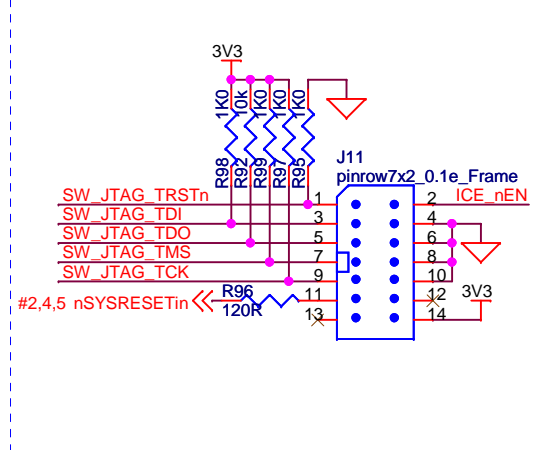 3V3
1K0
10k
1K0
1K0
1K0
R98
R92
R99
R97
R95
J11
pinrow7x2_0.1e_Frame
SW_JTAG_TRSTn 1 2 ICE_nEN
SW_JTAG_TDI 3 4
SW_JTAG_TDO 5 6
SW_JTAG_TMS 7 8
SW_JTAG_TCK 9 10
#2,4,5 nSYSRESETin R96 11 12 3V3
120R 13 14